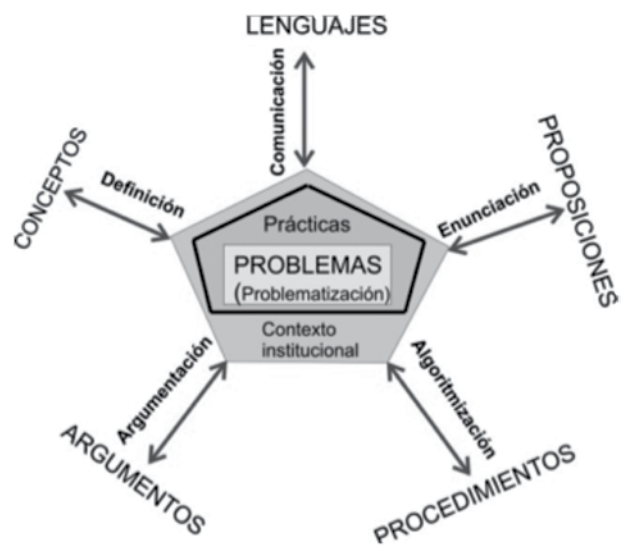 LENGUAJES
Comunicación
CONCEPTOS
Definición
PROPOSICIONES
Enunciación
Prácticas
PROBLEMAS
(Problematización)
Contexto
institucional
Argumentación
ARGUMENTOS
Algoritmización
PROCEDIMIENTOS